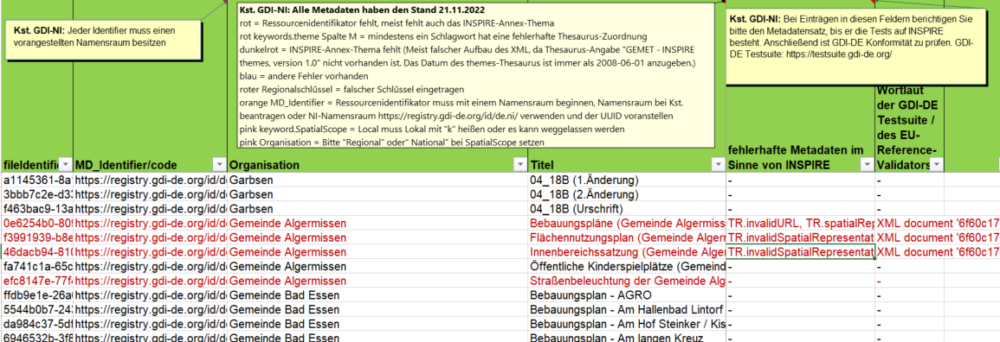 Kst. GDI-NI: Jeder Identifier muss einen
vorangestellten Namensraum besitzen
Kst. GDI-NI: Alle Metadaten haben den Stand 21.11.2022
rot = Ressourcenidentifikator fehlt, meist fehlt auch das INSPIRE-Annex-Thema
rot keywords.theme Spalte M = mindestens ein Schlagwort hat eine fehlerhafte Thesaurus-Zuordnung
dunkelrot = INSPIRE-Annex-Thema fehlt (Meist falscher Aufbau des XML, da Thesaurus-Angabe "GEMET - INSPIRE
themes, version 1.0" nicht vorhanden ist. Das Datum des themes-Thesaurus ist immer als 2008-06-01 anzugeben.)
blau = andere Fehler vorhanden
roter Regionalschlüssel = falscher Schlüssel eingetragen
orange MD_Identifier = Ressourcenidentifikator muss mit einem Namensraum beginnen, Namensraum bei Kst.
beantragen oder NI-Namensraum https://registry.gdi-de.org/id/de.ni/ verwenden und der UUID voranstellen
pink keyword.SpatialScope = Local muss Lokal mit "k" heißen oder es kann weggelassen werden
pink Organisation = Bitte "Regional" oder" National" bei SpatialScope setzen
Kst. GDI-NI: Bei Einträgen in diesen Feldern berichtigen Sie
bitte den Metadatensatz, bis er die Tests auf INSPIRE
besteht. Anschließend ist GDI-DE Konformität zu prüfen. GDI-
DE Testsuite: https://testsuite.gdi-de.org/
fileIdentifi MD_Identifier/code Organisation Titel fehlerhafte Metadaten im
Sinne von INSPIRE
Wortlaut
der GDI-DE
Testsuite /
des EU-
Reference-
Validators
a1145361-8a https://registry.gdi-de.org/id/d Garbsen 04_18B (1.Änderung) - -
3bbb7c2e-d3 https://registry.gdi-de.org/id/d Garbsen 04_18B (2.Änderung) - -
f463bac9-13a https://registry.gdi-de.org/id/d Garbsen 04_18B (Urschrift) - -
0e6254b0-80 https://registry.gdi-de.org/id/d Gemeinde Algermissen Bebauungspläne (Gemeinde Algermiss TR.invalidURL, TR.spatialRe XML document '6f60c17
f3991939-b8e https://registry.gdi-de.org/id/d Gemeinde Algermissen Flächennutzungsplan (Gemeinde Alger TR.invalidSpatialRepresentat XML document '6f60c17
46dacb94-810 https://registry.gdi-de.org/id/d Gemeinde Algermissen Innenbereichssatzung (Gemeinde Alge TR.invalidSpatialRepresentat XML document '6f60c17
fa741c1a-65c https://registry.gdi-de.org/id/d Gemeinde Algermissen Öffentliche Kinderspielplätze (Gemeind - -
efc8147e-77f https://registry.gdi-de.org/id/d Gemeinde Algermissen Straßenbeleuchtung der Gemeinde Alg - -
ffdb9e1e-26a https://registry.gdi-de.org/id/d Gemeinde Bad Essen Bebauungsplan - AGRO - -
5544b0b7-24 https://registry.gdi-de.org/id/d Gemeinde Bad Essen Bebauungsplan - Am Hallenbad Lintorf - -
da984c37-5d https://registry.gdi-de.org/id/d Gemeinde Bad Essen Bebauungsplan - Am Hof Steinker / Kis - -
6946532b-3f8 https://registry.gdi-de.org/id/d Gemeinde Bad Essen Bebauungsplan - Am langen Kreuz - -